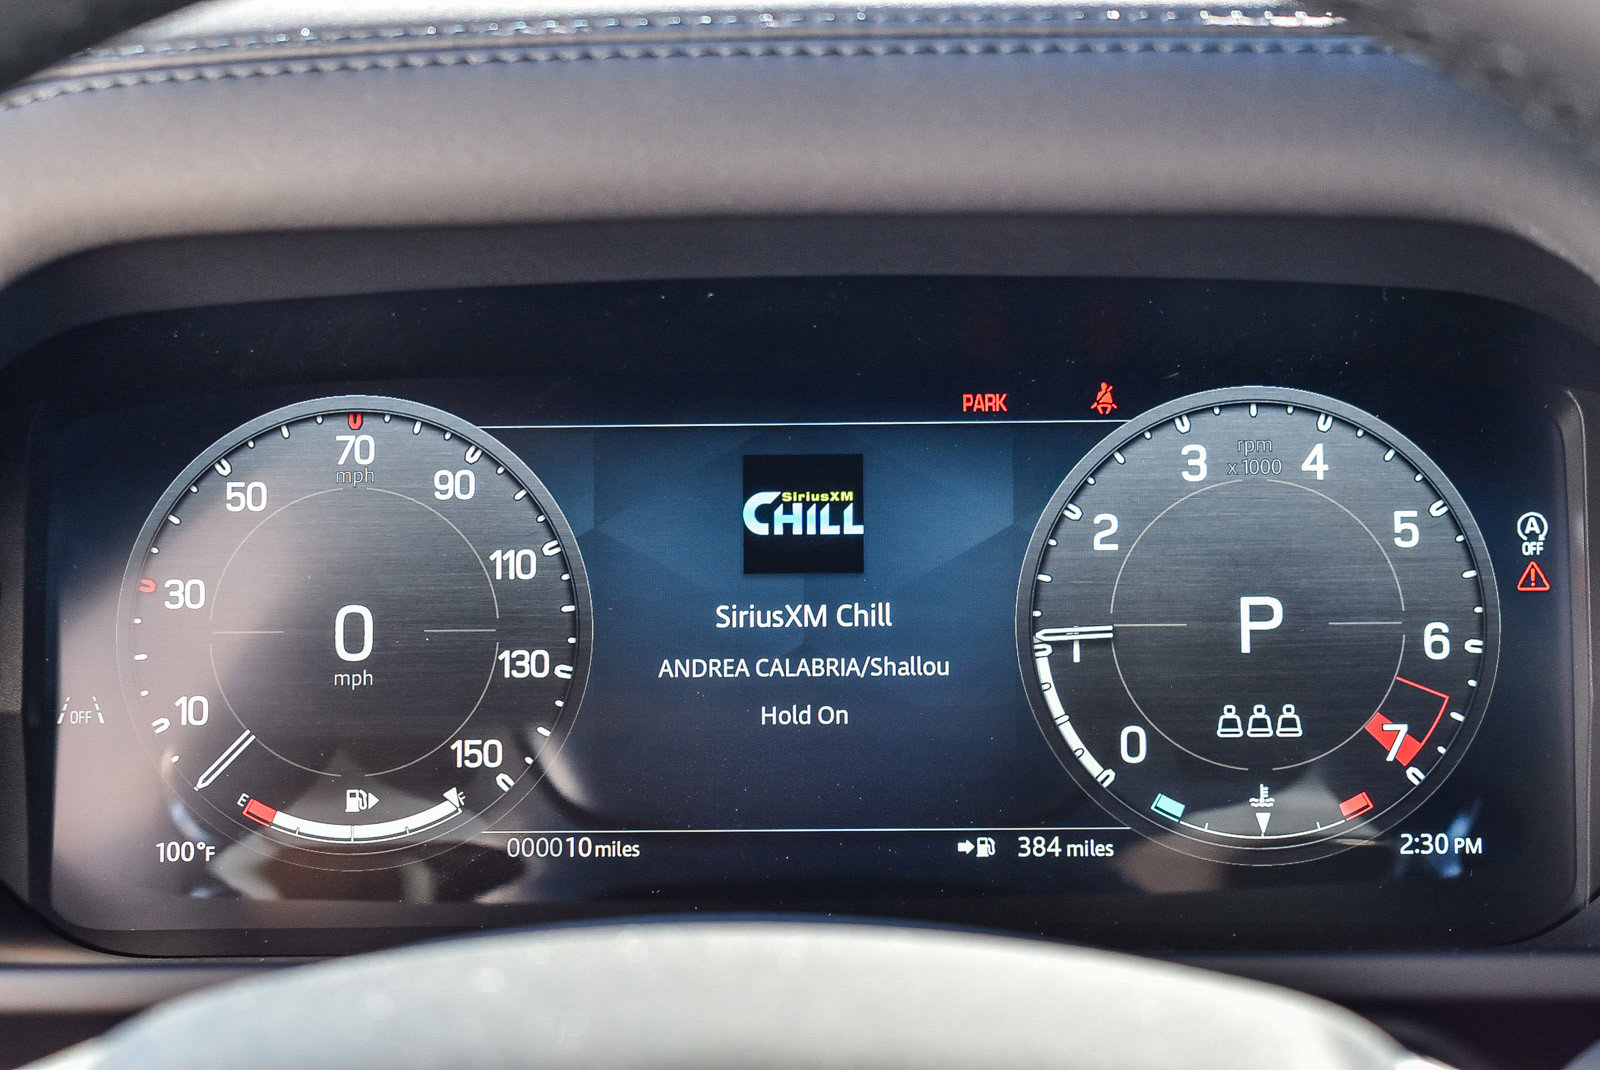 PARK
70
mph
50
90
30
110
0
mph
130
10
150
OFF
E
F
100°F
000010 miles
SiriusXM
CHILL
SiriusXM Chill
ANDREA CALABRIA/Shallou
Hold On
384 miles
rpm
x 1000
3
4
2
5
1
P
6
0
7
2:30 PM
A
OFF